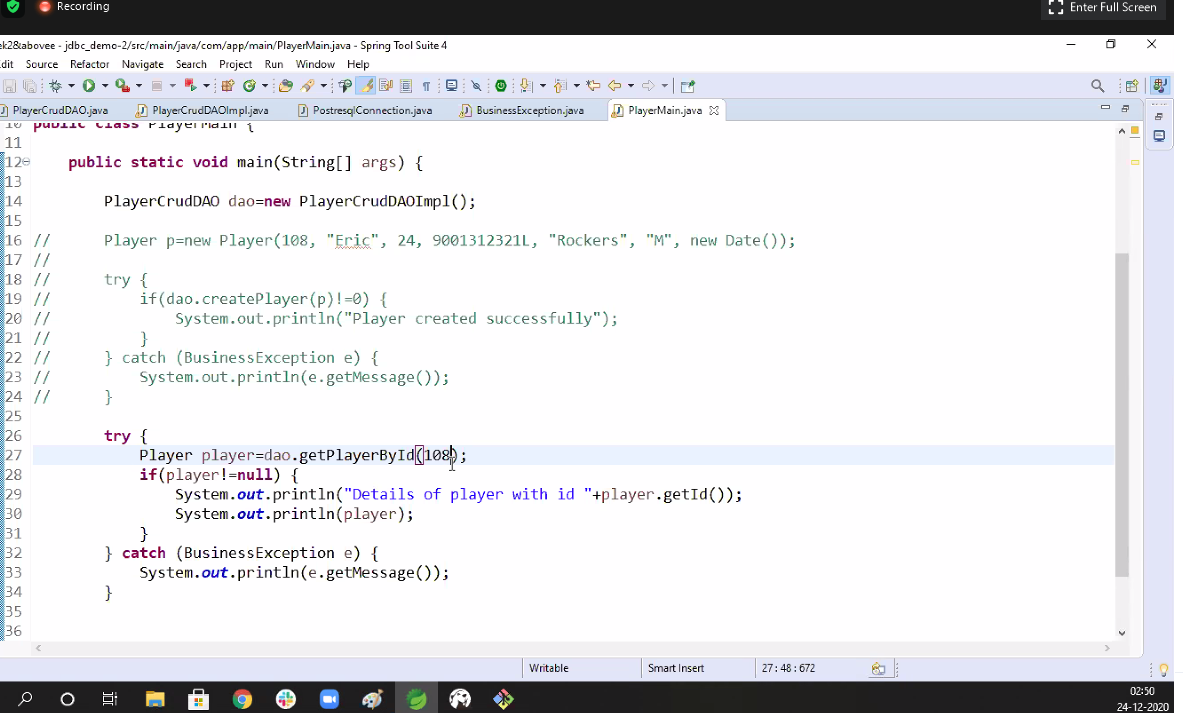 Recording
Enter Full Screen
ek2&abovee - jdbc_demo-2/src/main/java/com/app/main/PlayerMain.java - Spring Tool Suite 4
dit Source Refactor Navigate Search Project Run Window Help
PlayerCrudDAO.java PlayerCrudDAOImpl.java PostresqlConnection.java BusinessException.java PlayerMain.java
10 public class PlayerMain {
11
12 public static void main(String[] args) {
13
14 PlayerCrudDAO dao=new PlayerCrudDAOImpl();
15
16 // Player p=new Player(108, "Eric", 24, 9001312321L, "Rockers", "M", new Date());
17 //
18 // try {
19 // if(dao.createPlayer(p)!=0) {
20 // System.out.println("Player created successfully");
21 // }
22 // } catch (BusinessException e) {
23 // System.out.println(e.getMessage());
24 // }
25
26 try {
27 Player player=dao.getPlayerById(108);
28 if(player!=null) {
29 System.out.println("Details of player with id "+player.getId());
30 System.out.println(player);
31 }
32 } catch (BusinessException e) {
33 System.out.println(e.getMessage());
34 }
35
36
Writable Smart Insert 27 : 48 : 672
02:50
24-12-2020